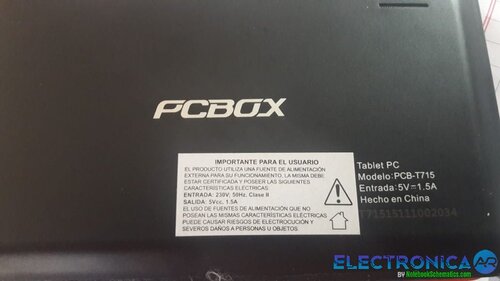 PCBOX
IMPORTANTE PARA EL USUARIO
EL PRODUCTO UTILIZA UNA FUENTE DE ALIMENTACIÓN
EXTERNA PARA SU FUNCIONAMIENTO, LA MISMA DEBE
ESTAR CERTIFICADA Y POSEER LAS SIGUIENTES
CARACTERÍSTICAS ELÉCTRICAS
ENTRADA: 230V, 50Hz, Clase II
SALIDA: 5Vcc. 1.5A
EL USO DE FUENTES DE ALIMENTACIÓN QUE NO
POSEAN LAS MISMAS CARACTERÍSTICAS ELÉCTRICAS
PUEDE CAUSAR RIESGO DE ELECTROCUCIÓN Y
SEVEROS DAÑOS A PERSONAS U OBJETOS
Tablet PC
Modelo:PCB-T715
Entrada:5V⎓1.5A
Hecho en China
T71515111002034
ELECTRONICA AR
BY NotebookSchematics.com